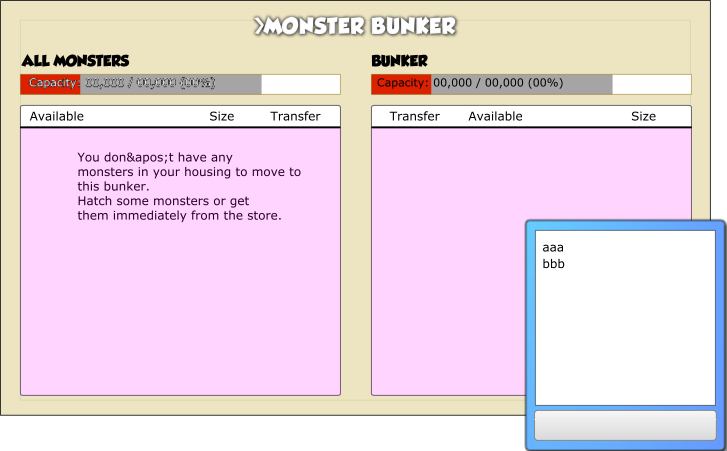 MONSTER BUNKER
ALL MONSTERS
Capacity: 00,000 / 00,000 (00%)
Available Size Transfer
You don&apos;t have any
monsters in your housing to move to
this bunker.
Hatch some monsters or get
them immediately from the store.
BUNKER
Capacity: 00,000 / 00,000 (00%)
Transfer Available Size
aaa
bbb